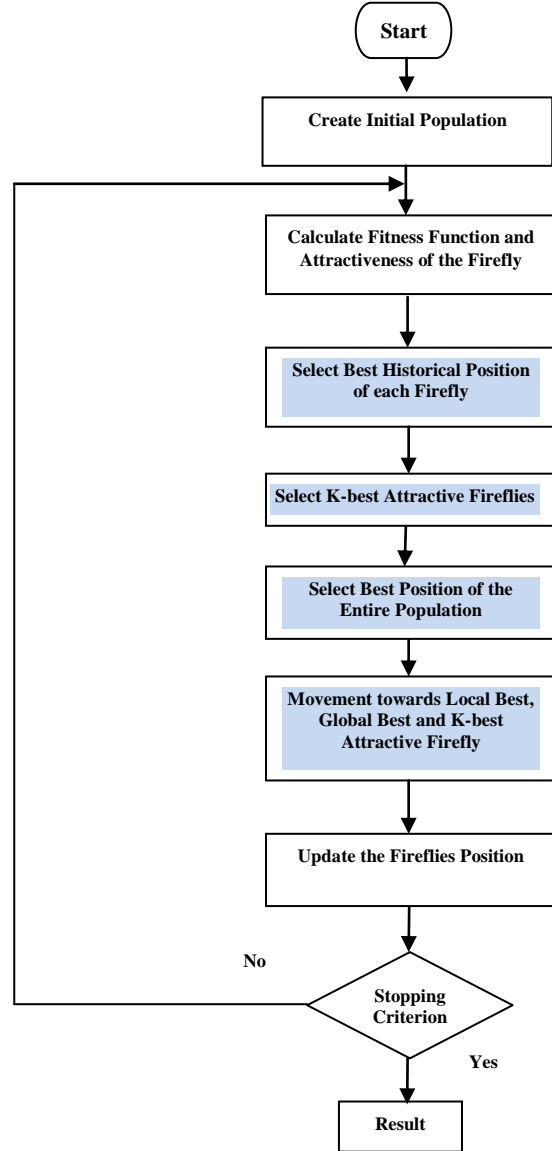 Start
Create Initial Population
Calculate Fitness Function and
Attractiveness of the Firefly
Select Best Historical Position
of each Firefly
Select K-best Attractive Fireflies
Select Best Position of the
Entire Population
Movement towards Local Best,
Global Best and K-best
Attractive Firefly
Update the Fireflies Position
No
Stopping
Criterion
Yes
Result